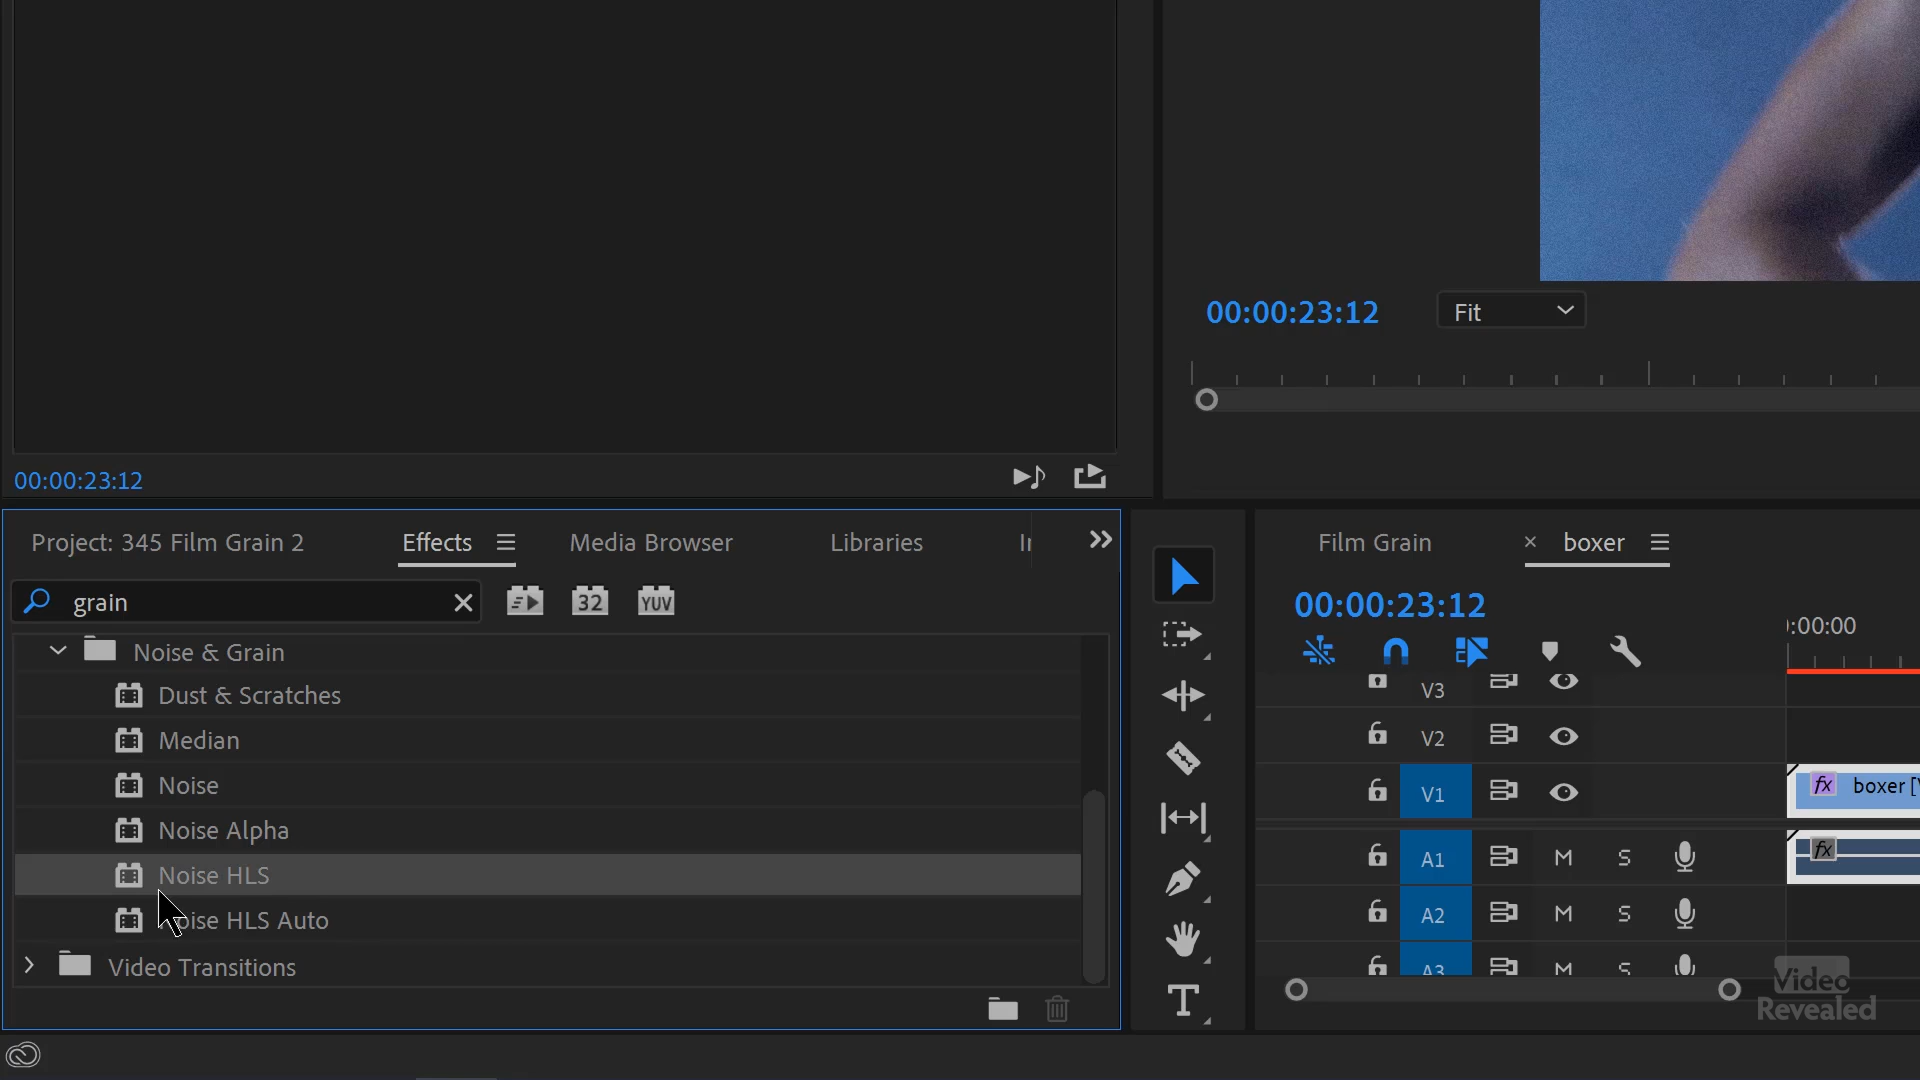 00:00:23:12
Fit
00:00:23:12
Project: 345 Film Grain 2
Effects
Media Browser
Libraries
grain
32
YUV
Noise & Grain
Dust & Scratches
Median
Noise
Noise Alpha
Noise HLS
Noise HLS Auto
Video Transitions
Film Grain
boxer
00:00:23:12
:00:00
V3
V2
V1
fx boxer [V
A1 M S
fx
A2 M S
A3 M S
Video
Revealed